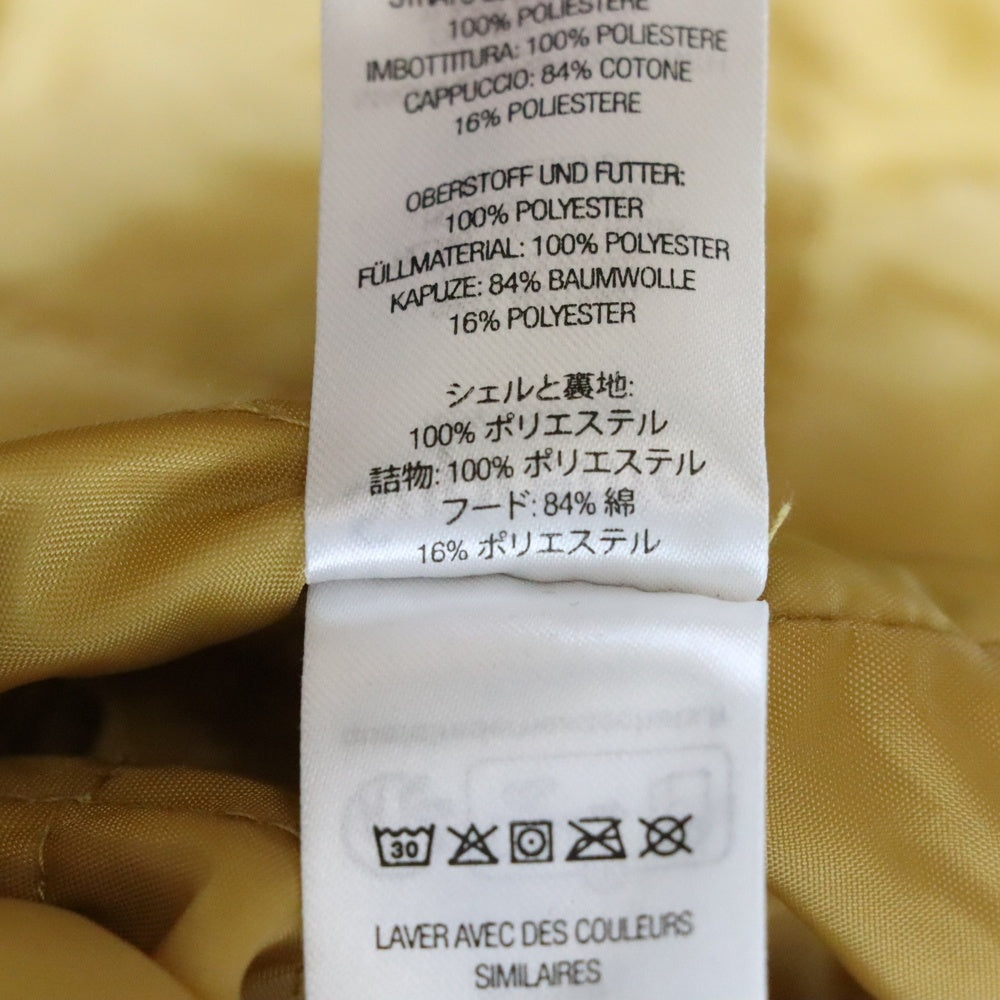 100% POLIESTERE
IMBOTTITURA: 100% POLIESTERE
CAPPUCCIO: 84% COTONE
16% POLIESTERE
OBERSTOFF UND FUTTER:
100% POLYESTER
FÜLLMATERIAL: 100% POLYESTER
KAPUZE: 84% BAUMWOLLE
16% POLYESTER
シェルと裏地:
100% ポリエステル
詰物: 100% ポリエステル
フード: 84% 綿
16% ポリエステル
30
LAVER AVEC DES COULEURS
SIMILAIRES